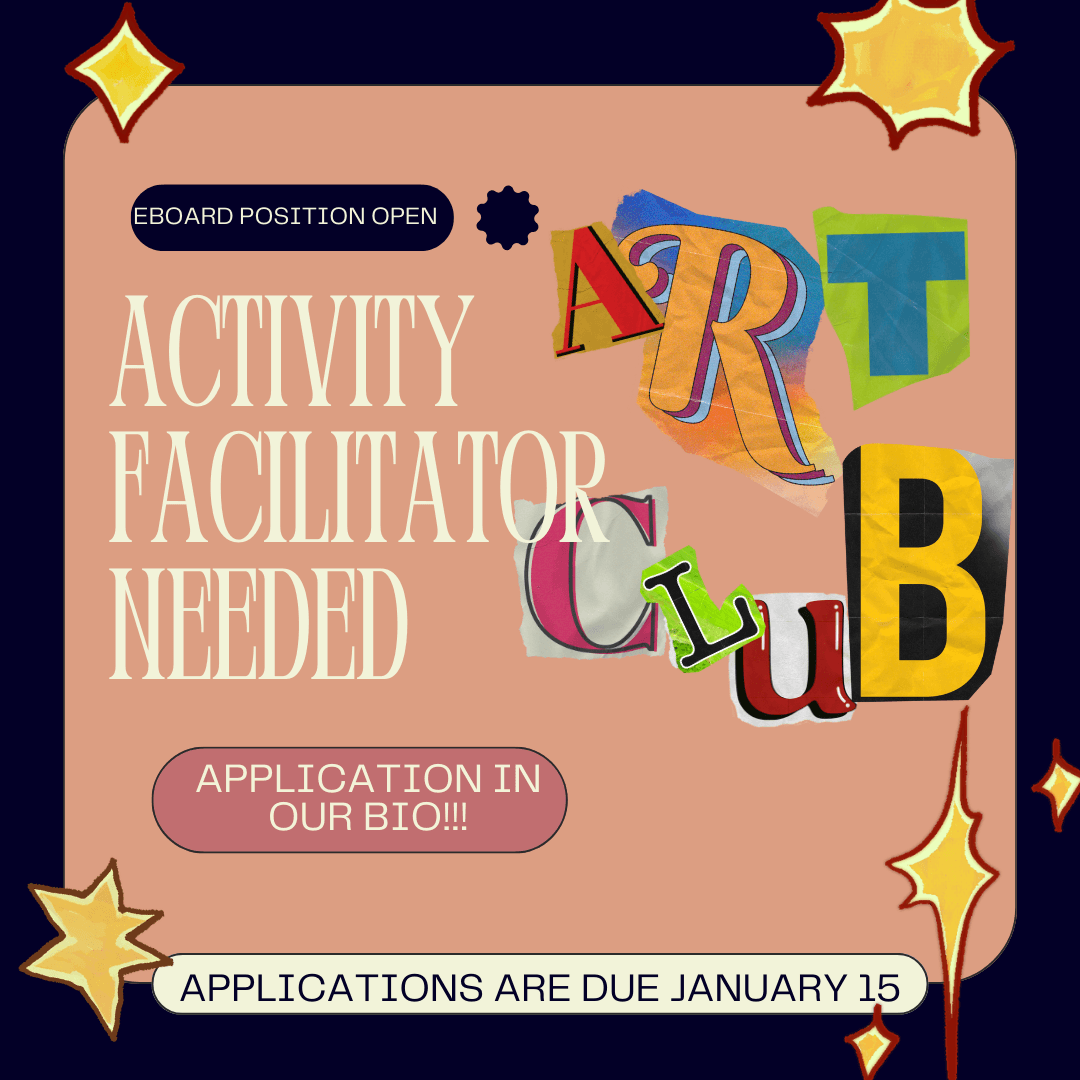 EBOARD POSITION OPEN
ACTIVITY
FACILITATOR
NEEDED
ART
CLuB
APPLICATION IN
OUR BIO!!!
APPLICATIONS ARE DUE JANUARY 15